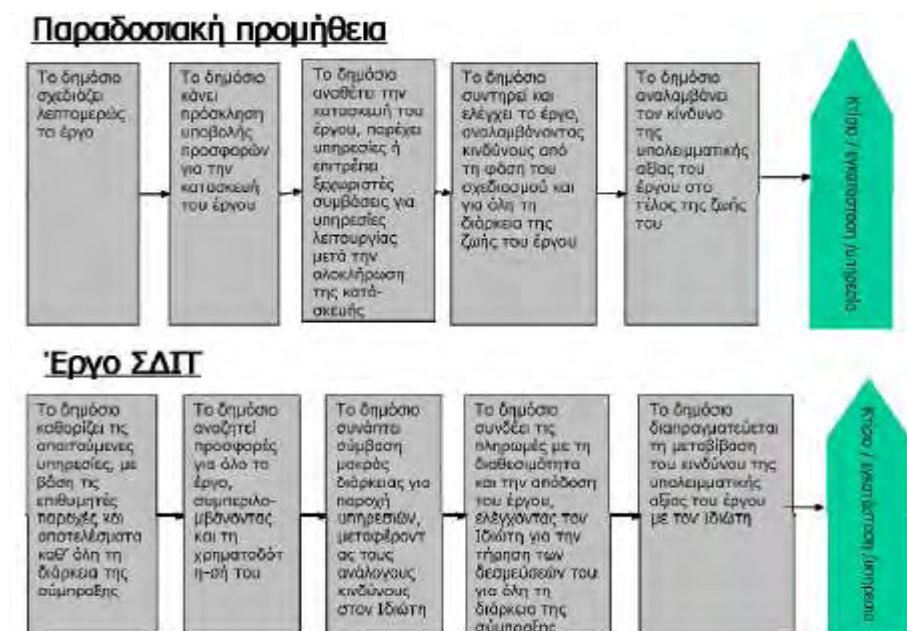 Παραδοσιακή προμήθεια
Το δημόσιο
σχεδιάζει
λεπτομερώς
το έργο
Το δημόσιο
κάνει
πρόσκληση
υποβολής
προσφορών
για την
κατασκευή
του έργου
Το δημόσιο
αναθέτει την
κατασκευή του
έργου, παρέχει
υπηρεσίες ή
επιτρέπει
ξεχωριστές
συμβάσεις για
υπηρεσίες
λειτουργίας
μετά την
ολοκλήρωση
της κατα-
σκευής
Το δημόσιο
συντηρεί και
ελέγχει το έργο,
αναλαμβάνοντας
κινδύνους από
τη φάση του
σχεδιασμού και
για όλη τη
διάρκεια της
ζωής του έργου
Το δημόσιο
αναλαμβάνει
τον κίνδυνο
της
υπολειμματικής
αξίας του
έργου στο
τέλος της ζωής
του
Κτίριο / εγκατάσταση /υπηρεσία
Έργο ΣΔΙΤ
Το δημόσιο
καθορίζει τις
απαιτούμενες
υπηρεσίες, με
βάση τις
επιθυμητές
παροχές και
αποτελέσματα
καθ' όλη τη
διάρκεια της
σύμπραξης
Το δημόσιο
αναζητεί
προσφορές
για όλο το
έργο,
συμπεριλα-
μβάνοντας
και τη
χρηματοδότ
η-σή του
Το δημόσιο
συνάπτει
σύμβαση
μακράς
διάρκειας για
παροχή
υπηρεσιών,
μεταφέροντ
ας τους
ανάλογους
κινδύνους
στον Ιδιώτη
Το δημόσιο
συνδέει τις
πληρωμές με τη
διαθεσιμότητα
και την απόδοση
του έργου,
ελέγχοντας τον
Ιδιώτη για την
τήρηση των
δεσμεύσεών του
για όλη τη
διάρκεια της
σύμπραξης
Το δημόσιο
διαπραγματεύεται
τη μεταβίβαση
του κινδύνου της
υπολειμματικής
αξίας του έργου
με τον Ιδιώτη
Κτίριο / εγκατάσταση /υπηρεσία